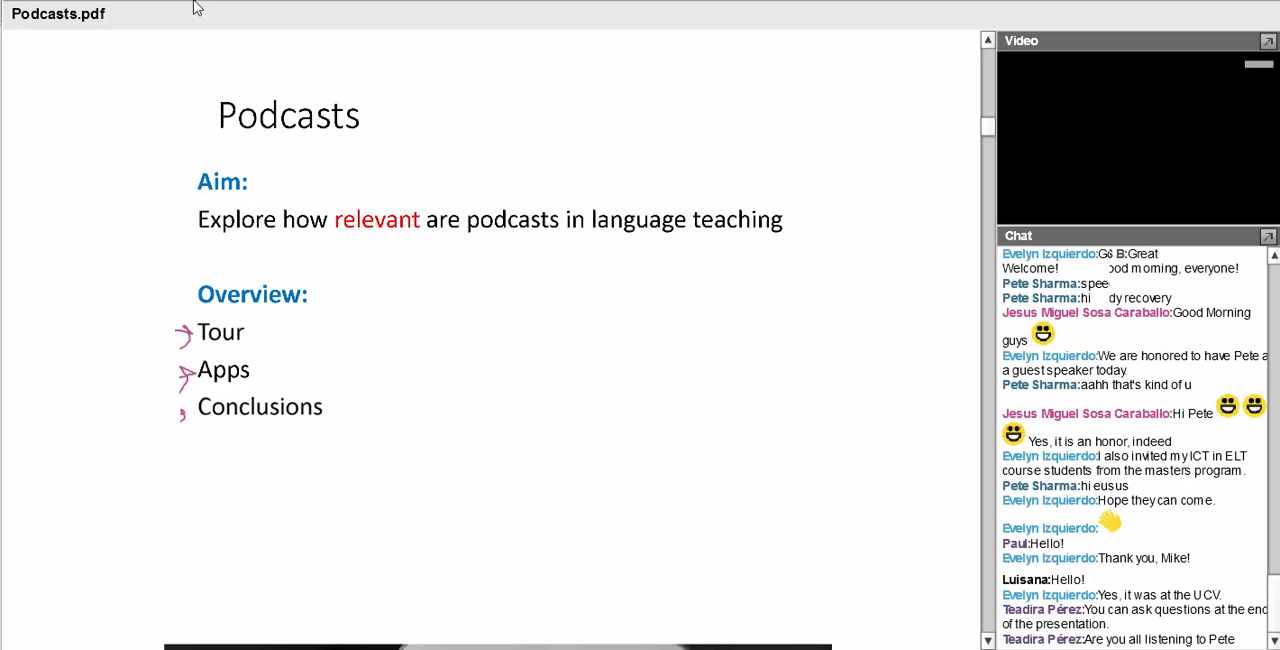 Podcasts.pdf
Podcasts
Aim:
Explore how relevant are podcasts in language teaching
Overview:
Tour
Apps
Conclusions
Video
Chat
Evelyn Izquierdo:G6 B:Great
Welcome! ood morning, everyone!
Pete Sharma:spee
Pete Sharma:hi dy recovery
Jesus Miguel Sosa Caraballo:Good Morning
guys
Evelyn Izquierdo:We are honored to have Pete a
a guest speaker today.
Pete Sharma:aahh that's kind of u
Jesus Miguel Sosa Caraballo:Hi Pete
Yes, it is an honor, indeed
Evelyn Izquierdo:I also invited my ICT in ELT
course students from the masters program.
Pete Sharma:hi eusus
Evelyn Izquierdo:Hope they can come.
Evelyn Izquierdo:
Paul:Hello!
Evelyn Izquierdo:Thank you, Mike!
Luisana:Hello!
Evelyn Izquierdo:Yes, it was at the UCV.
Teadira Pérez:You can ask questions at the end
of the presentation.
Teadira Pérez:Are you all listening to Pete